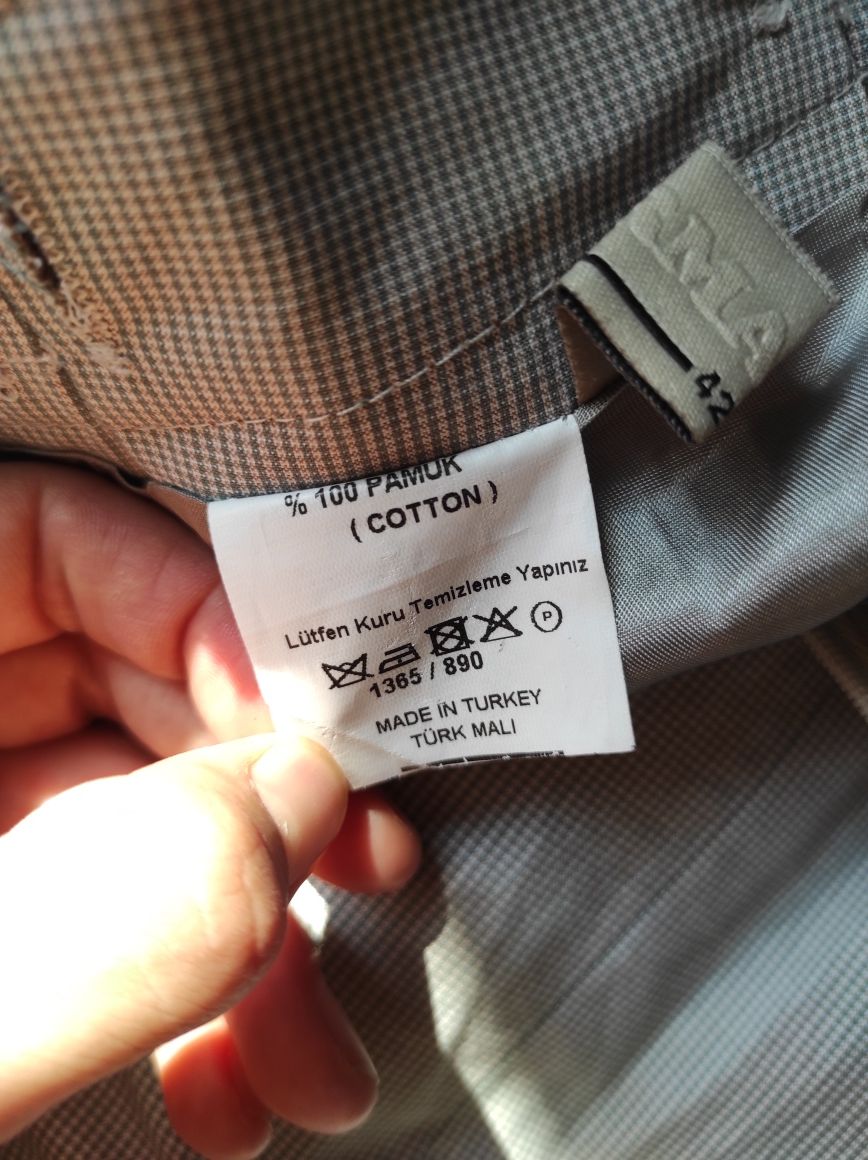 42
% 100 PAMUK
( COTTON )
Lütfen Kuru Temizleme Yapınız
P
1365 / 890
MADE İN TURKEY
TÜRK MALI